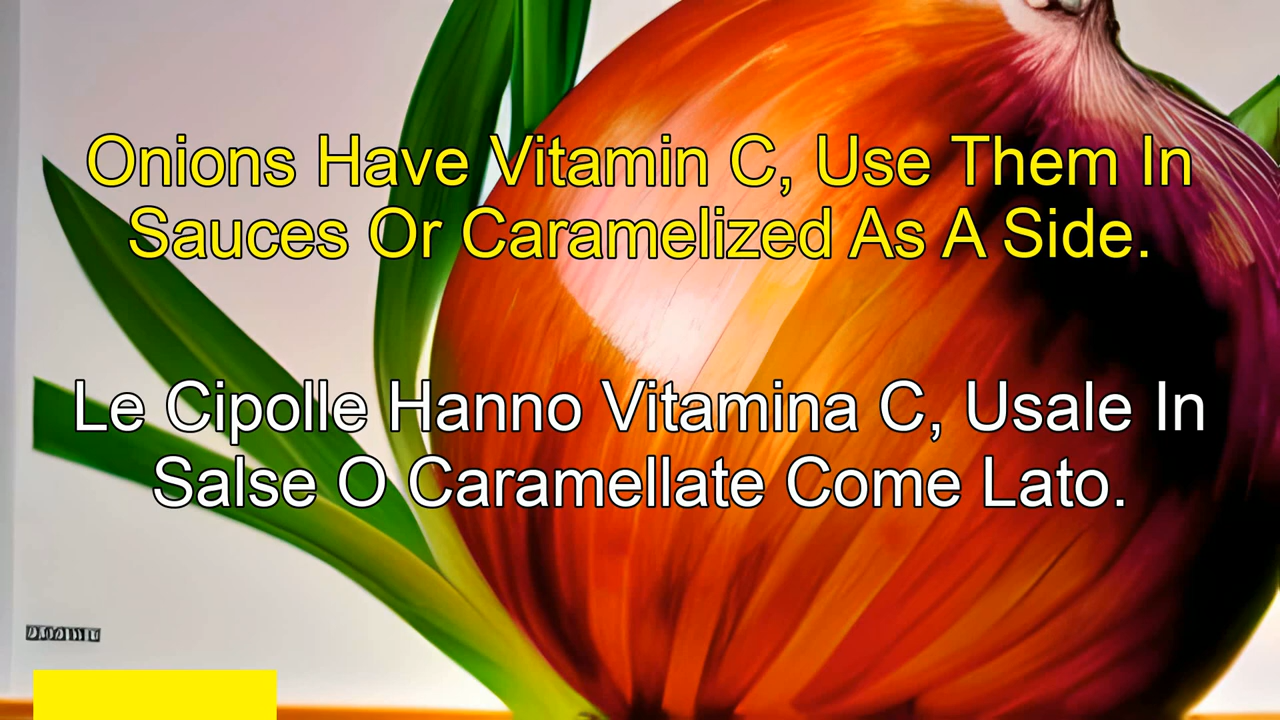 Onions Have Vitamin C, Use Them In
Sauces Or Caramelized As A Side.
Le Cipolle Hanno Vitamina C, Usale In
Salse O Caramellate Come Lato.